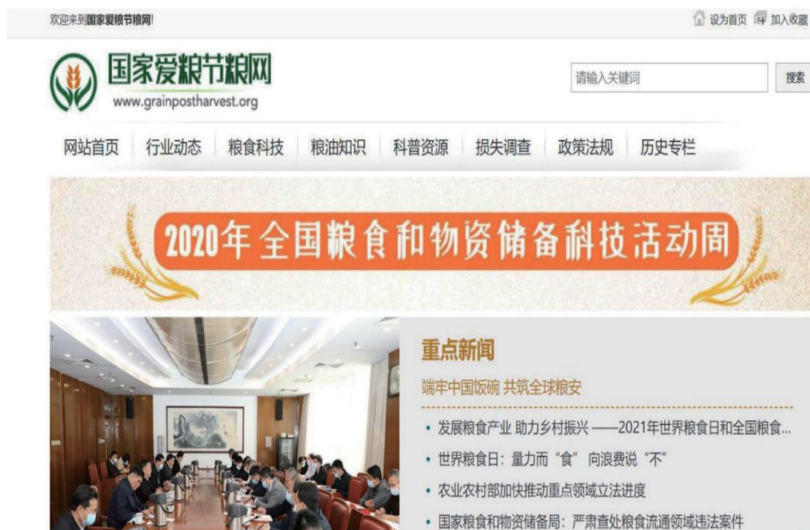 欢迎来到国家爱粮节粮网!
设为首页 加入收藏
国家爱粮节粮网
www.grainpostharvest.org
请输入关键词 搜索
网站首页 行业动态 粮食科技 粮油知识 科普资源 损失调查 政策法规 历史专栏
2020年全国粮食和物资储备科技活动周
重点新闻
端牢中国饭碗 共筑全球粮安
• 发展粮食产业 助力乡村振兴 ——2021年世界粮食日和全国粮食...
• 世界粮食日：量力而“食” 向浪费说“不”
• 农业农村部加快推动重点领域立法进度
• 国家粮食和物资储备局：严肃查处粮食流通领域违法案件